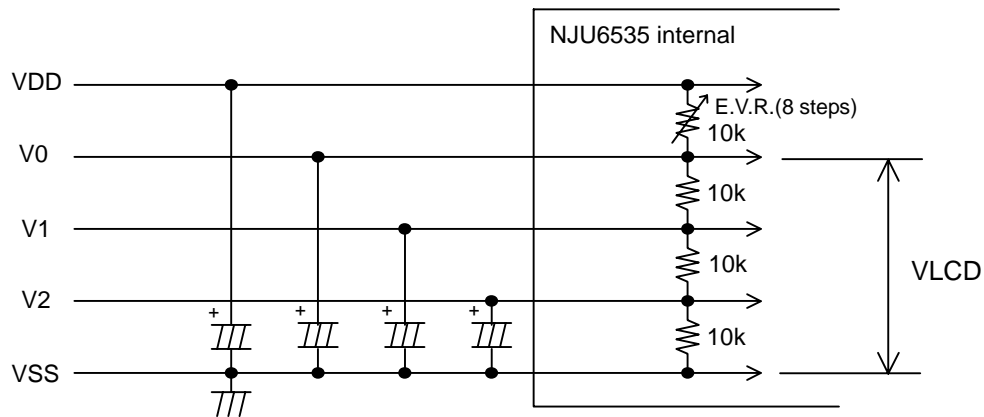 NJU6535 internal
VDD
E.V.R.(8 steps)
10k
V0
10k
V1
10k
VLCD
V2
+ + + +
10k
VSS